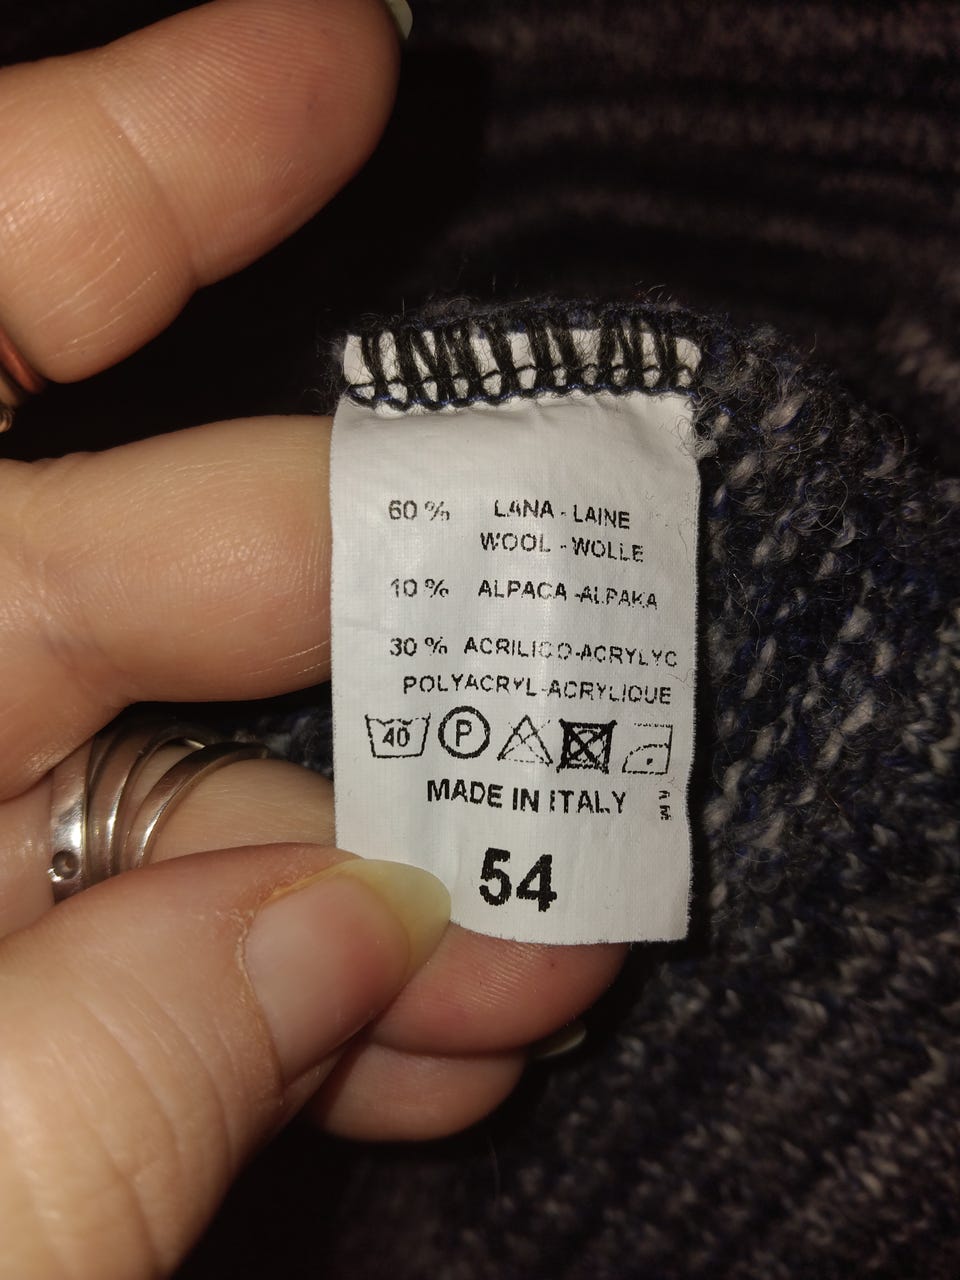 60 % LANA - LAINE
WOOL - WOLLE
10 % ALPACA -ALPAKA
30 % ACRILICO-ACRYLYC
POLYACRYL-ACRYLIQUE
40 P
MADE IN ITALY
54